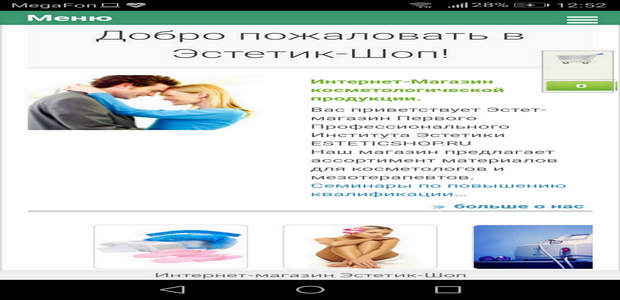 MegaFon 28% 12:52
Меню
Добро пожаловать в
Эстетик-Шоп!
0
Интернет-Магазин
косметологической
продукции.
Вас приветствует Эстет-
магазин Первого
Профессионального
Института Эстетики
ESTETICSHOP.RU
Наш магазин предлагает
ассортимент материалов
для косметологов и
мезотерапевтов.
Семинары по повышению
квалификации...
» больше о нас
Интернет-магазин Эстетик-Шоп